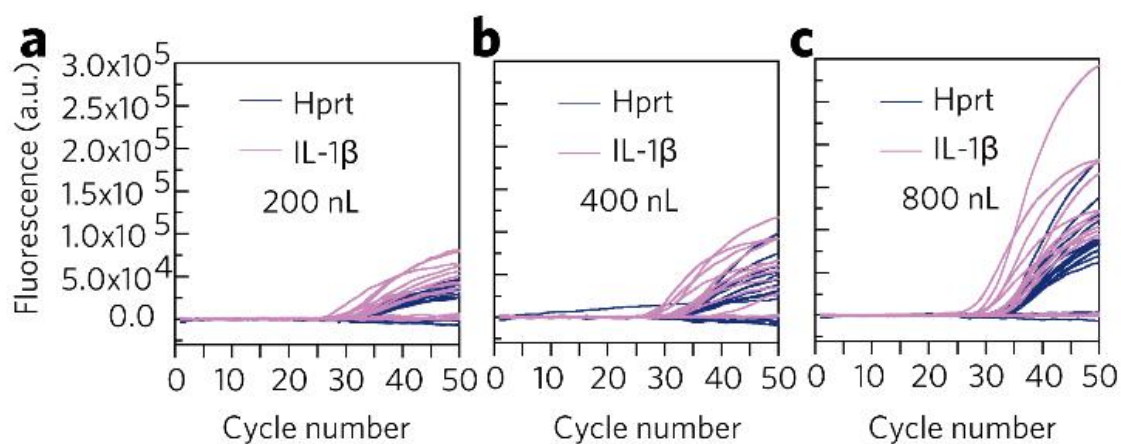 a
Fluorescence (a.u.)
3.0x10⁵
2.5x10⁵
2.0x10⁵
1.5x10⁵
1.0x10⁵
5.0x10⁴
0.0
Hprt
IL-1β
200 nL
0 10 20 30 40 50
Cycle number
b
Hprt
IL-1β
400 nL
0 10 20 30 40 50
Cycle number
c
Hprt
IL-1β
800 nL
0 10 20 30 40 50
Cycle number